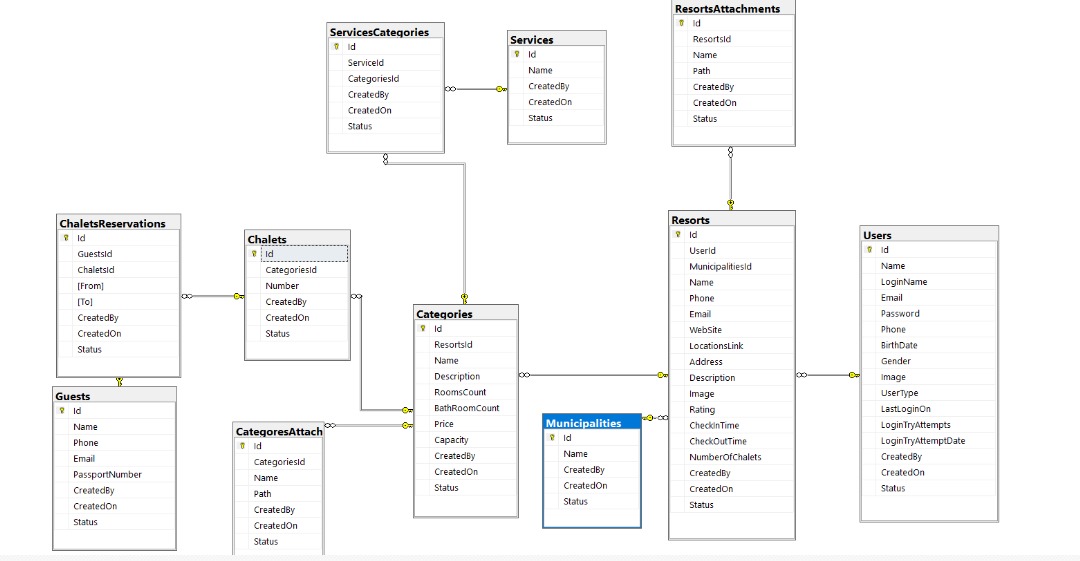 ServicesCategories
Id
ServiceId
CategoriesId
CreatedBy
CreatedOn
Status
Services
Id
Name
CreatedBy
CreatedOn
Status
ResortsAttachments
Id
ResortsId
Name
Path
CreatedBy
CreatedOn
Status
ChaletsReservations
Id
GuestsId
ChaletsId
[From]
[To]
CreatedBy
CreatedOn
Status
Chalets
Id
CategoriesId
Number
CreatedBy
CreatedOn
Status
Categories
Id
ResortsId
Name
Description
RoomsCount
BathRoomCount
Price
Capacity
CreatedBy
CreatedOn
Status
Resorts
Id
UserId
MunicipalitiesId
Name
Phone
Email
WebSite
LocationsLink
Address
Description
Image
Rating
CheckInTime
CheckOutTime
NumberOfChalets
CreatedBy
CreatedOn
Status
Users
Id
Name
LoginName
Email
Password
Phone
BirthDate
Gender
Image
UserType
LastLoginOn
LoginTryAttempts
LoginTryAttemptDate
CreatedBy
CreatedOn
Status
Guests
Id
Name
Phone
Email
PassportNumber
CreatedBy
CreatedOn
Status
CategoresAttach
Id
CategoriesId
Name
Path
CreatedBy
CreatedOn
Status
Municipalities
Id
Name
CreatedBy
CreatedOn
Status